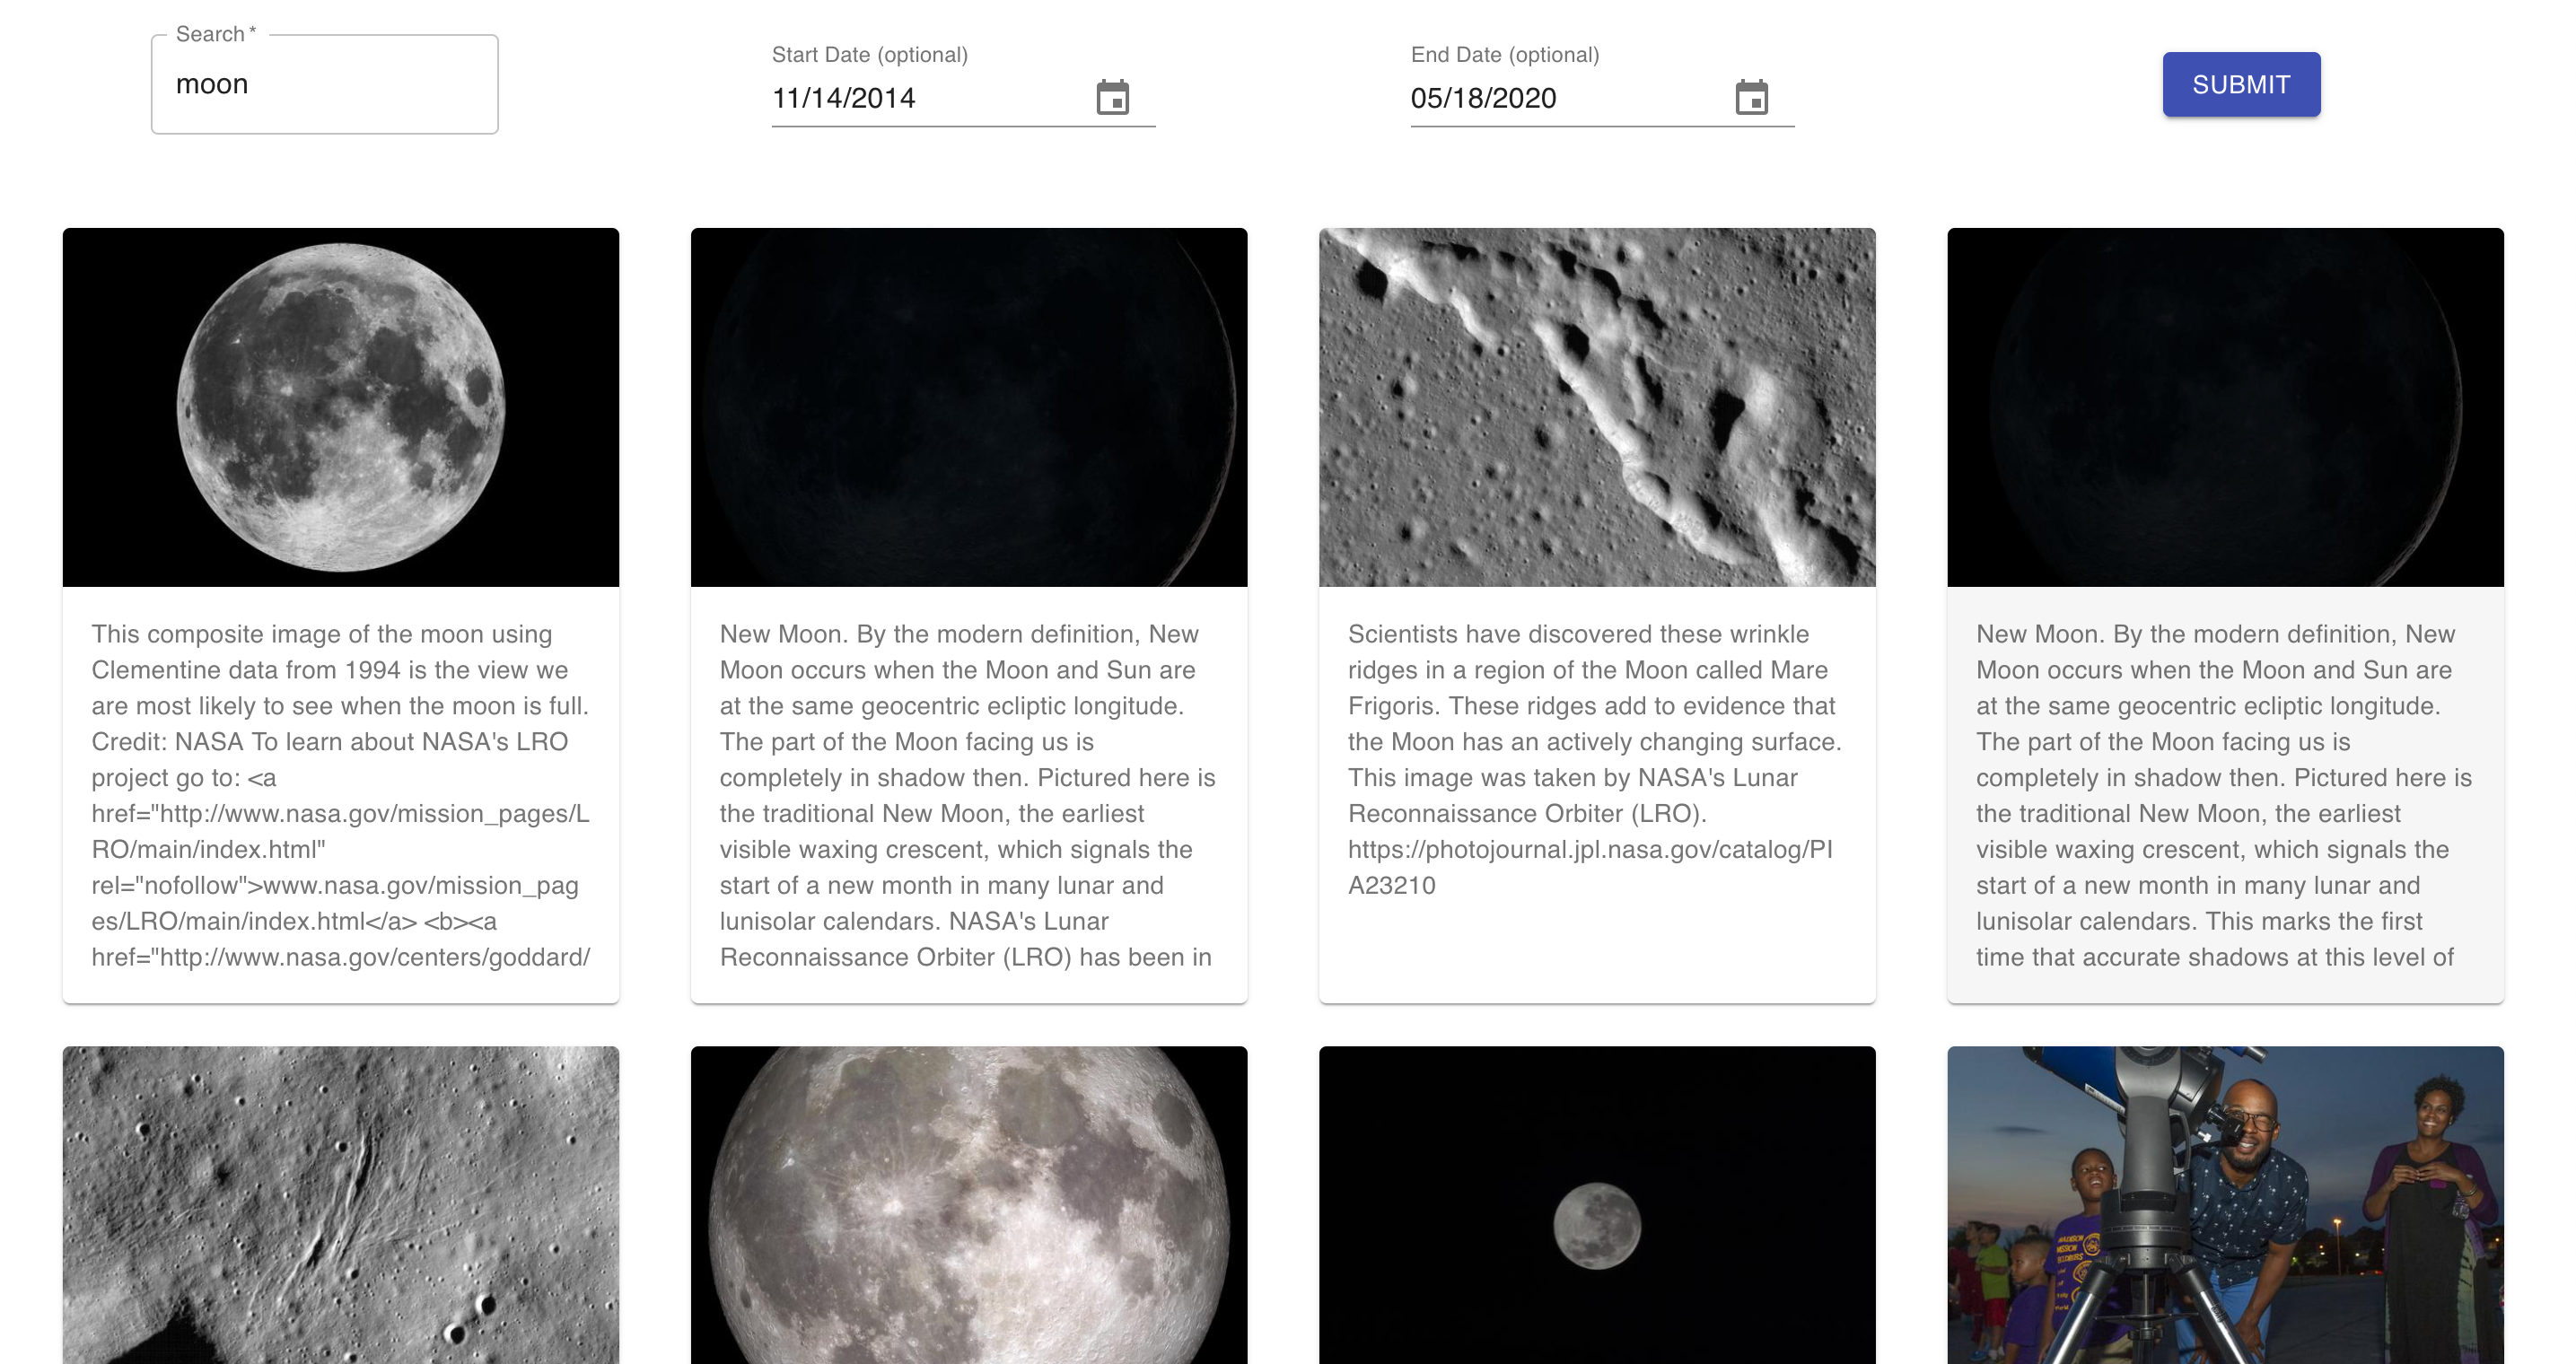 Search *
moon
Start Date (optional)
11/14/2014
End Date (optional)
05/18/2020
SUBMIT
This composite image of the moon using
Clementine data from 1994 is the view we
are most likely to see when the moon is full.
Credit: NASA To learn about NASA's LRO
project go to: <a
href="http://www.nasa.gov/mission_pages/L
RO/main/index.html"
rel="nofollow">www.nasa.gov/mission_pag
es/LRO/main/index.html</a> <b><a
href="http://www.nasa.gov/centers/goddard/
New Moon. By the modern definition, New
Moon occurs when the Moon and Sun are
at the same geocentric ecliptic longitude.
The part of the Moon facing us is
completely in shadow then. Pictured here is
the traditional New Moon, the earliest
visible waxing crescent, which signals the
start of a new month in many lunar and
lunisolar calendars. NASA's Lunar
Reconnaissance Orbiter (LRO) has been in
Scientists have discovered these wrinkle
ridges in a region of the Moon called Mare
Frigoris. These ridges add to evidence that
the Moon has an actively changing surface.
This image was taken by NASA's Lunar
Reconnaissance Orbiter (LRO).
https://photojournal.jpl.nasa.gov/catalog/PI
A23210
New Moon. By the modern definition, New
Moon occurs when the Moon and Sun are
at the same geocentric ecliptic longitude.
The part of the Moon facing us is
completely in shadow then. Pictured here is
the traditional New Moon, the earliest
visible waxing crescent, which signals the
start of a new month in many lunar and
lunisolar calendars. This marks the first
time that accurate shadows at this level of